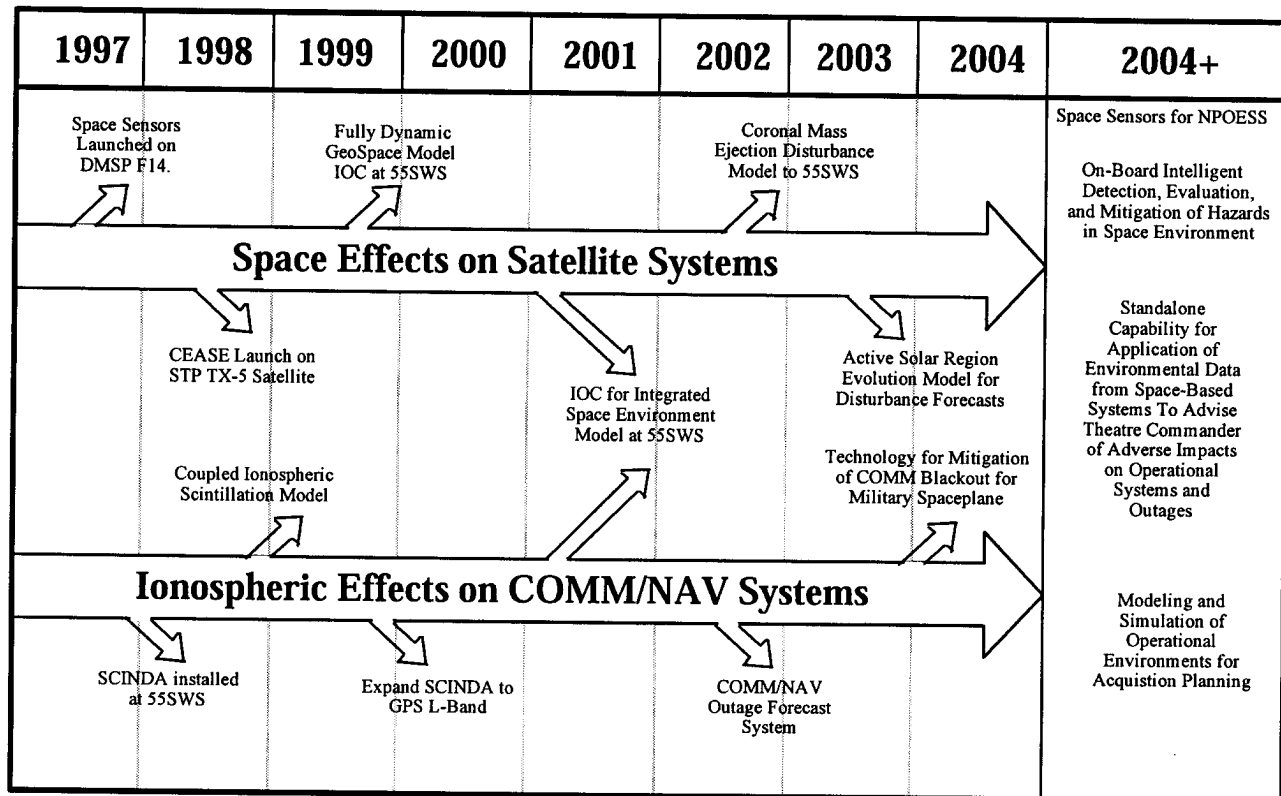 1997 1998 1999 2000 2001 2002 2003 2004 2004+
Space Sensors
Launched on
DMSP F14.
Fully Dynamic
GeoSpace Model
IOC at 55SWS
Coronal Mass
Ejection Disturbance
Model to 55SWS
Space Effects on Satellite Systems
CEASE Launch on
STP TX-5 Satellite
IOC for Integrated
Space Environment
Model at 55SWS
Active Solar Region
Evolution Model for
Disturbance Forecasts
Coupled Ionospheric
Scintillation Model
Technology for Mitigation
of COMM Blackout for
Military Spaceplane
Ionospheric Effects on COMM/NAV Systems
SCINDA installed
at 55SWS
Expand SCINDA to
GPS L-Band
COMM/NAV
Outage Forecast
System
Space Sensors for NPOESS
On-Board Intelligent
Detection, Evaluation,
and Mitigation of Hazards
in Space Environment
Standalone
Capability for
Application of
Environmental Data
from Space-Based
Systems To Advise
Theatre Commander
of Adverse Impacts
on Operational
Systems and
Outages
Modeling and
Simulation of
Operational
Environments for
Acquistion Planning